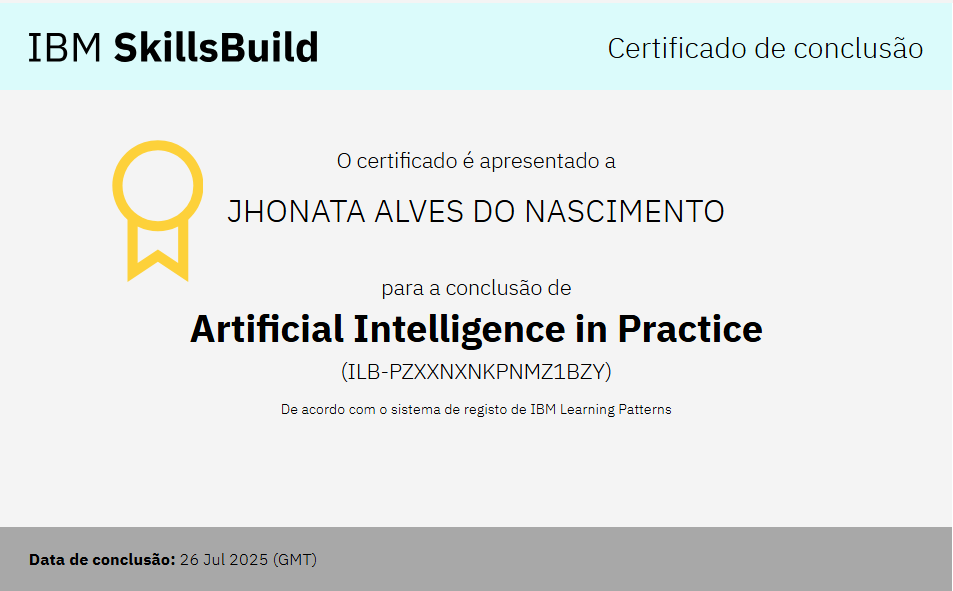 IBM SkillsBuild
Certificado de conclusão
O certificado é apresentado a
JHONATA ALVES DO NASCIMENTO
para a conclusão de
Artificial Intelligence in Practice
(ILB-PZXXNXNKPNMZ1BZY)
De acordo com o sistema de registo de IBM Learning Patterns
Data de conclusão: 26 Jul 2025 (GMT)